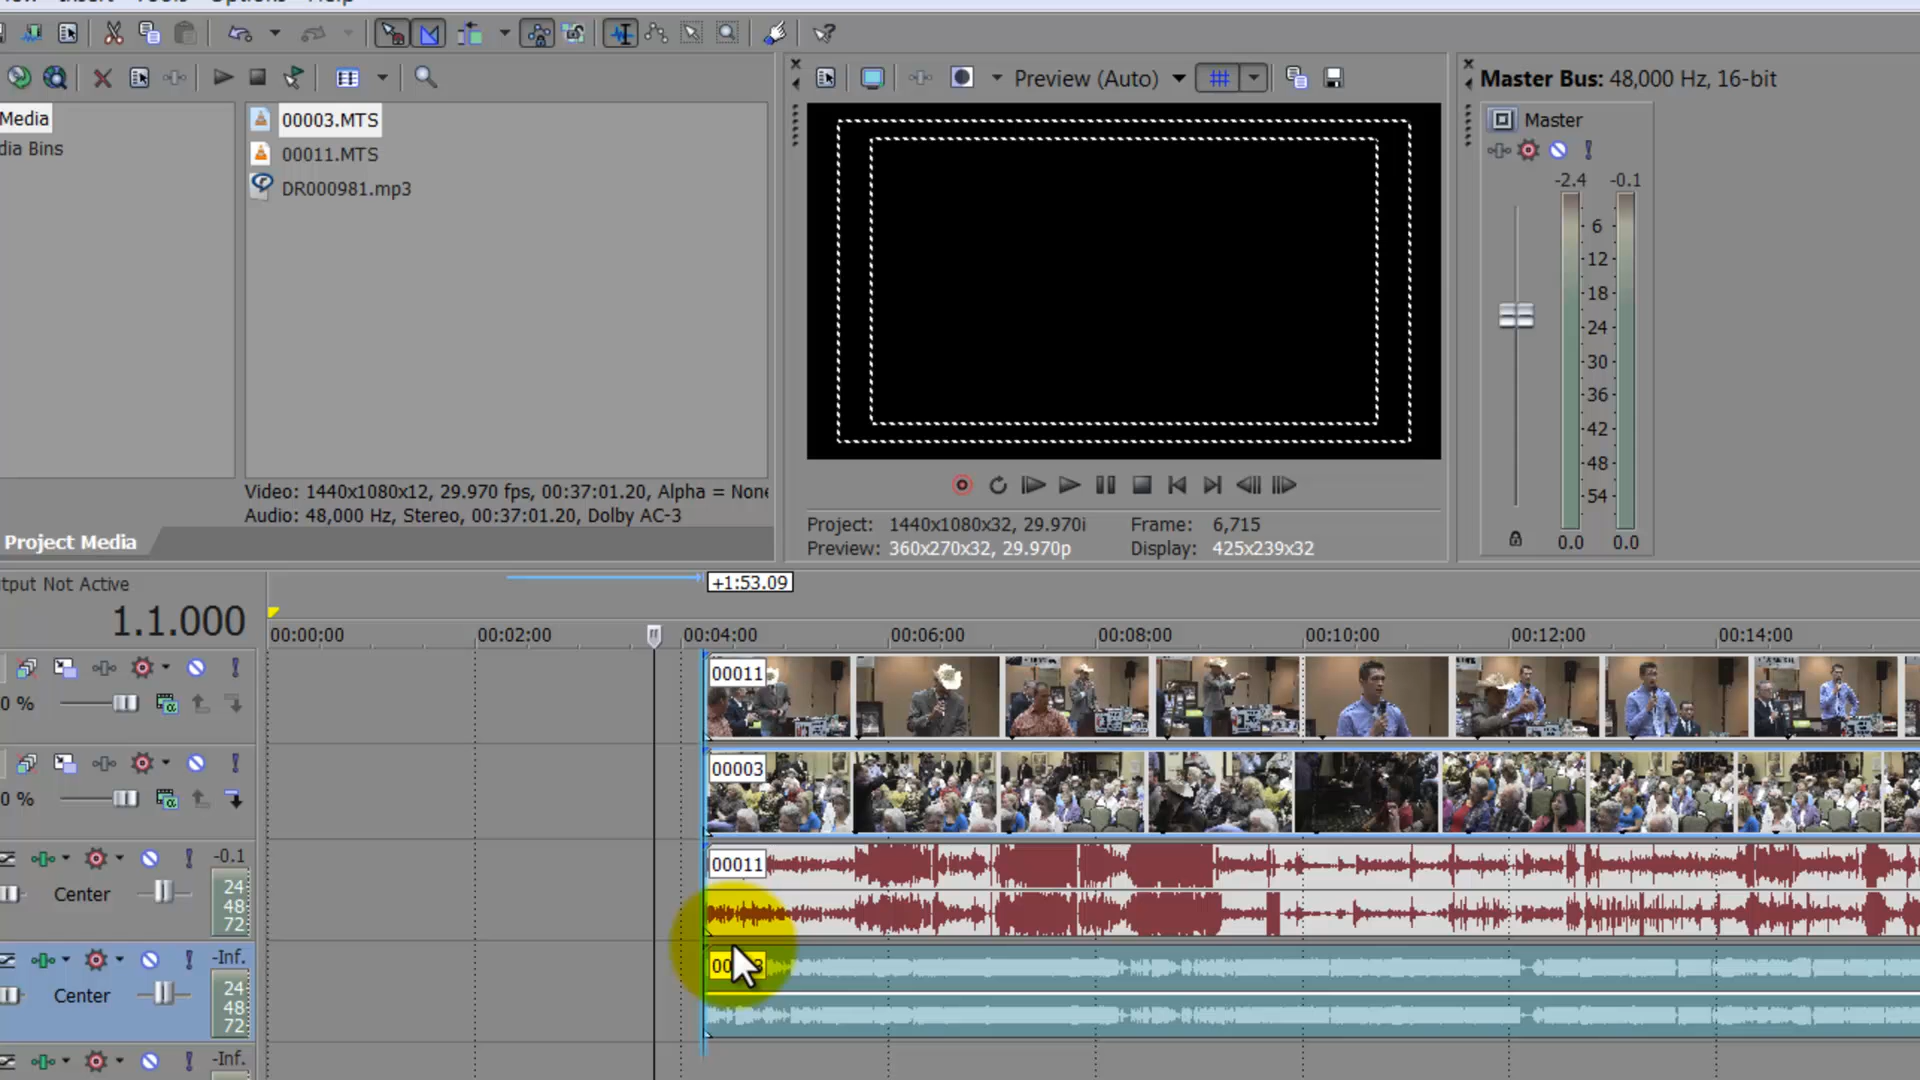 Media
dia Bins
00003.MTS
00011.MTS
DR000981.mp3
Video: 1440x1080x12, 29.970 fps, 00:37:01.20, Alpha = None
Audio: 48,000 Hz, Stereo, 00:37:01.20, Dolby AC-3
Project Media
Preview (Auto)
Project: 1440x1080x32, 29.970i
Frame: 6,715
Preview: 360x270x32, 29.970p
Display: 425x239x32
Master Bus: 48,000 Hz, 16-bit
Master
-2.4 -0.1
6
12
18
24
30
36
42
48
54
0.0 0.0
tput Not Active
1.1.000
+1:53.09
00:00:00 00:02:00 00:04:00 00:06:00 00:08:00 00:10:00 00:12:00 00:14:00
0 %
00011
0 %
00003
-0.1
Center
24
48
72
00011
-Inf.
Center
24
48
72
-Inf.